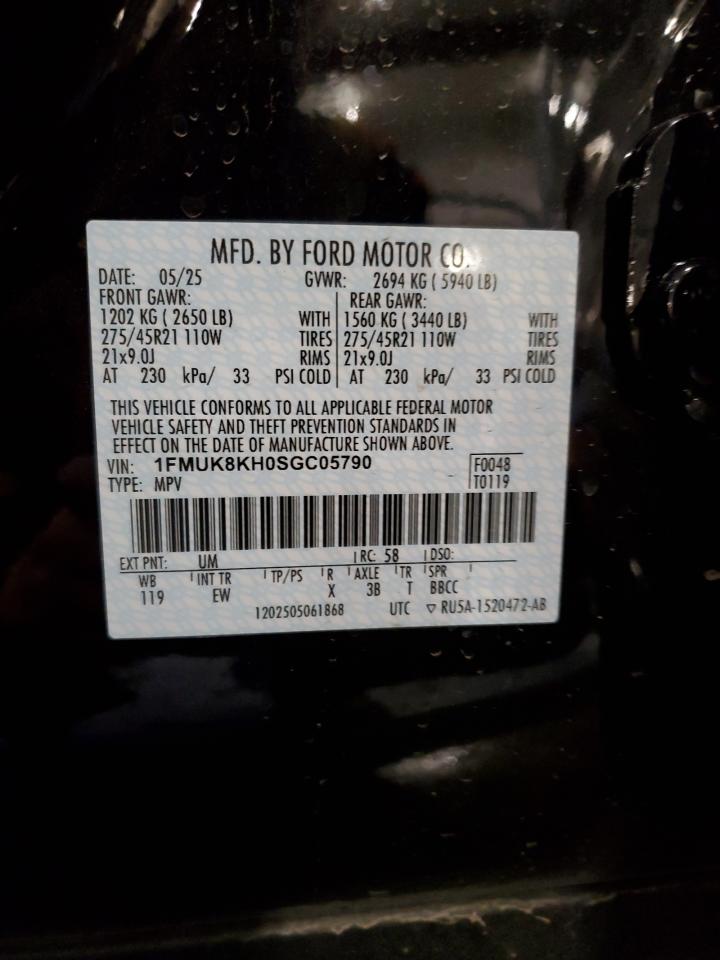 MFD. BY FORD MOTOR CO.
DATE: 05/25 GVWR: 2694 KG ( 5940 LB)
FRONT GAWR: REAR GAWR:
1202 KG ( 2650 LB) WITH 1560 KG ( 3440 LB) WITH
275/45R21 110W TIRES 275/45R21 110W TIRES
21x9.0J RIMS 21x9.0J RIMS
AT 230 kPa/ 33 PSI COLD AT 230 kPa/ 33 PSI COLD
THIS VEHICLE CONFORMS TO ALL APPLICABLE FEDERAL MOTOR
VEHICLE SAFETY AND THEFT PREVENTION STANDARDS IN
EFFECT ON THE DATE OF MANUFACTURE SHOWN ABOVE.
VIN: 1FMUK8KH0SGC05790 F0048
TYPE: MPV T0119
EXT PNT: UM RC: 58 DSO:
WB INT TR TP/PS R AXLE TR SPR
119 EW X 3B T BBCC
1202505061868 UTC ▽ RU5A-1520472-AB